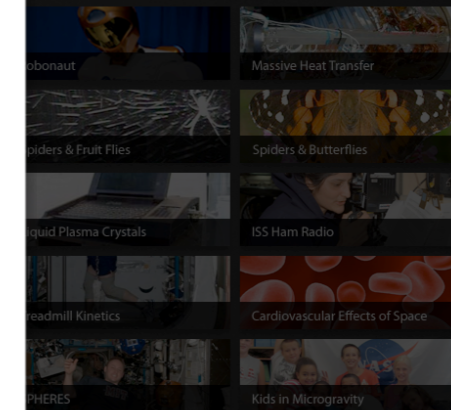 obonaut
Massive Heat Transfer
piders & Fruit Flies
Spiders & Butterflies
iquid Plasma Crystals
ISS Ham Radio
readmill Kinetics
Cardiovascular Effects of Space
NASA
PHERES
Kids in Microgravity